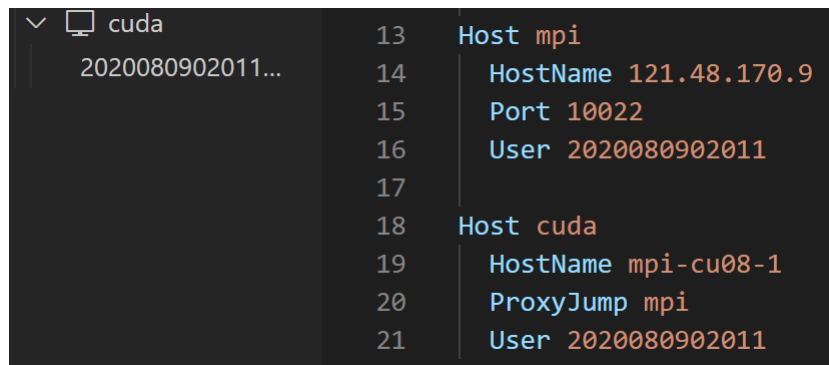 cuda
2020080902011...
13 Host mpi
14 HostName 121.48.170.9
15 Port 10022
16 User 2020080902011
17
18 Host cuda
19 HostName mpi-cu08-1
20 ProxyJump mpi
21 User 2020080902011